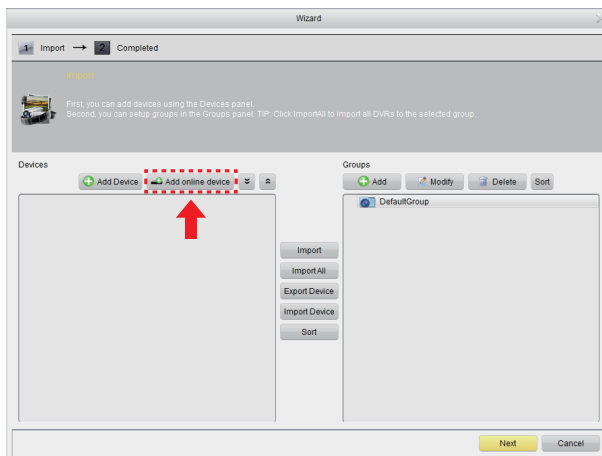 Wizard
1 Import → 2 Completed
Import
First, you can add devices using the Devices panel.
Second, you can setup groups in the Groups panel. TIP: Click ImportAll to import all DVRs to the selected group.
Devices
Groups
Add Device Add online device
Add Modify Delete Sort
DefaultGroup
Import
Import All
Export Device
Import Device
Sort
Next Cancel